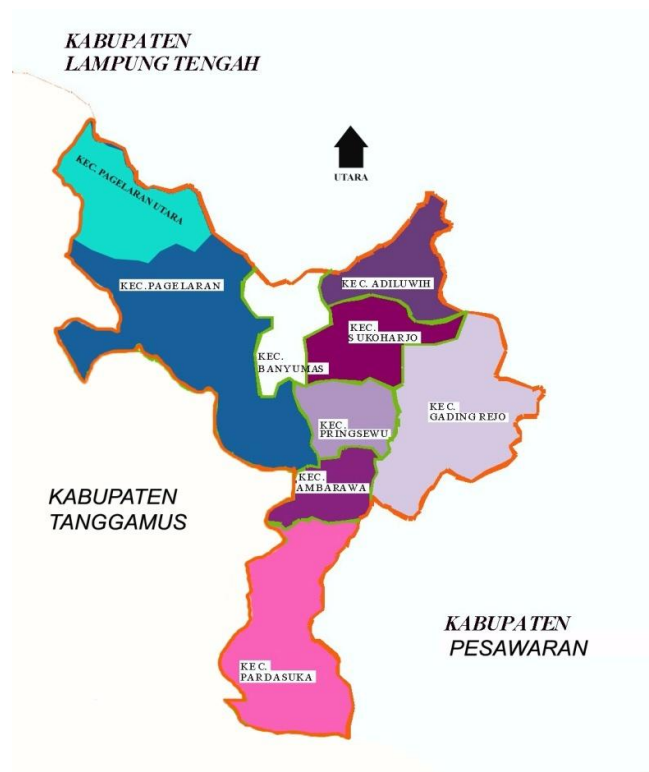 KABUPATEN
LAMPUNG TENGAH
UTARA
KEC. PAGELARAN UTARA
KEC.PAGELARAN
KEC. ADILUWIH
KEC.
SUKOHARJO
KEC.
BANYUMAS
KEC.
GADING REJO
KEC.
PRINGSEWU
KEC.
AMBARAWA
KABUPATEN
TANGGAMUS
KABUPATEN
PESAWARAN
KEC.
PARDASUKA